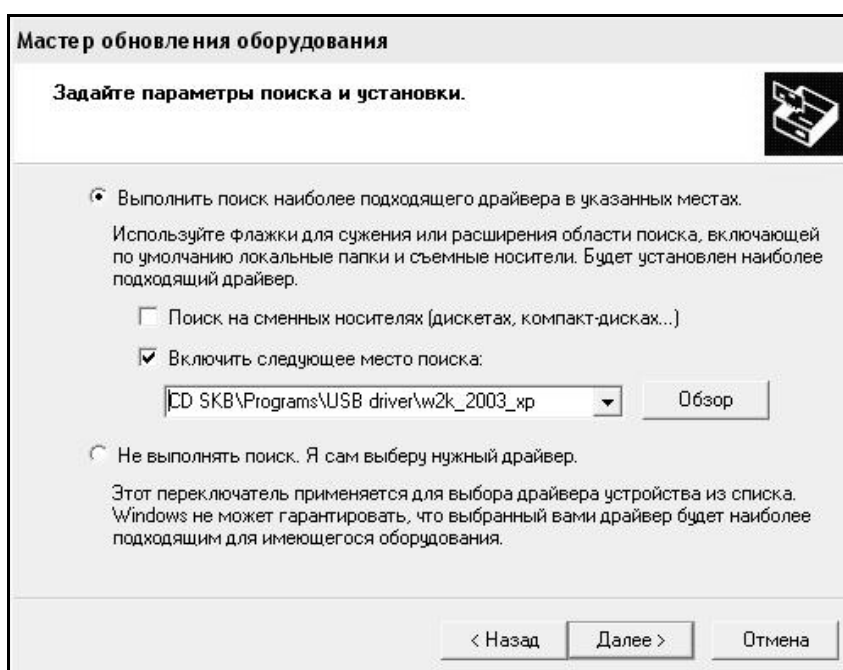 Мастер обновления оборудования
Задайте параметры поиска и установки.
Выполнить поиск наиболее подходящего драйвера в указанных местах.
Используйте флажки для сужения или расширения области поиска, включающей
по умолчанию локальные папки и съемные носители. Будет установлен наиболее
подходящий драйвер.
Поиск на сменных носителях (дискетах, компакт-дисках...)
Включить следующее место поиска:
CD SKB\Programs\USB driver\w2k_2003_xp
Обзор
Не выполнять поиск. Я сам выберу нужный драйвер.
Этот переключатель применяется для выбора драйвера устройства из списка.
Windows не может гарантировать, что выбранный вами драйвер будет наиболее
подходящим для имеющегося оборудования.
< Назад
Далее >
Отмена